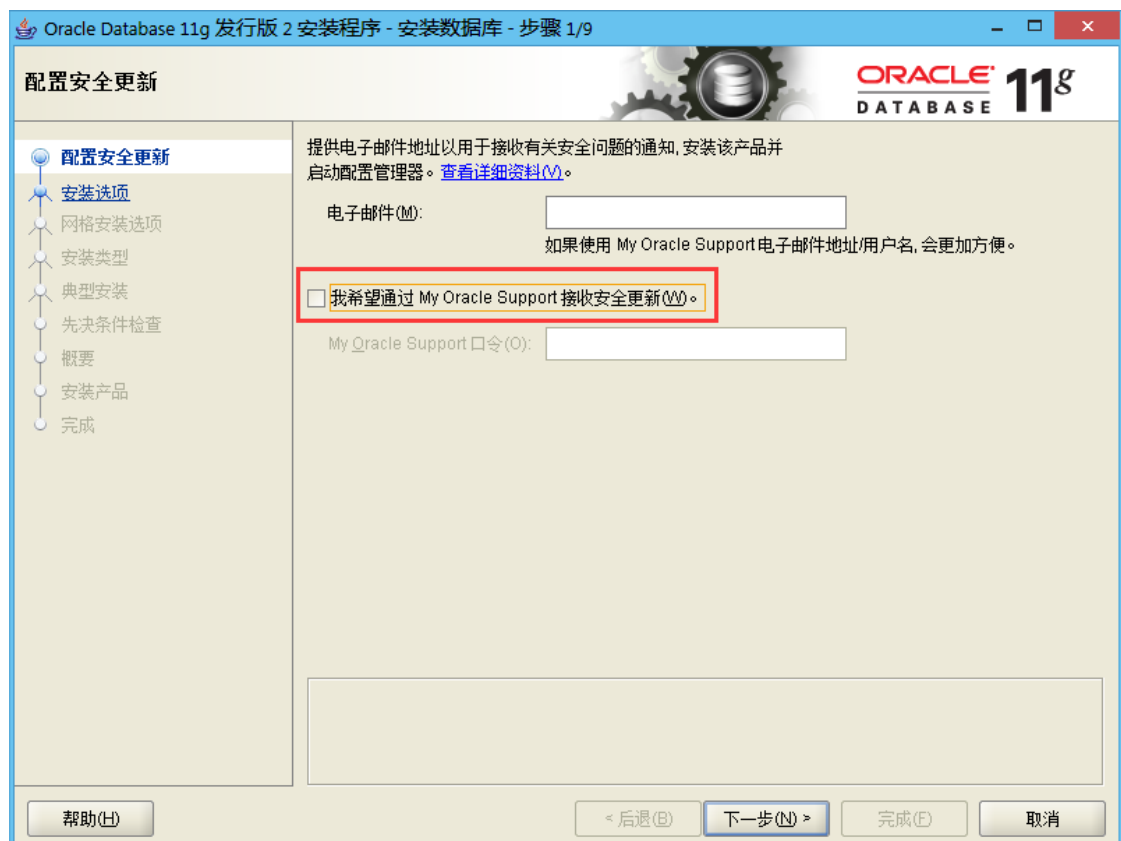 Oracle Database 11g 发行版 2 安装程序 - 安装数据库 - 步骤 1/9
配置安全更新
ORACLE 11g
DATABASE
配置安全更新
安装选项
网格安装选项
安装类型
典型安装
先决条件检查
概要
安装产品
完成
提供电子邮件地址以用于接收有关安全问题的通知, 安装该产品并
启动配置管理器。查看详细资料(V)。
电子邮件(M):
如果使用 My Oracle Support 电子邮件地址/用户名, 会更加方便。
我希望通过 My Oracle Support 接收安全更新(W)。
My Oracle Support 口令(O):
帮助(H)
< 后退(B)
下一步(N) >
完成(F)
取消